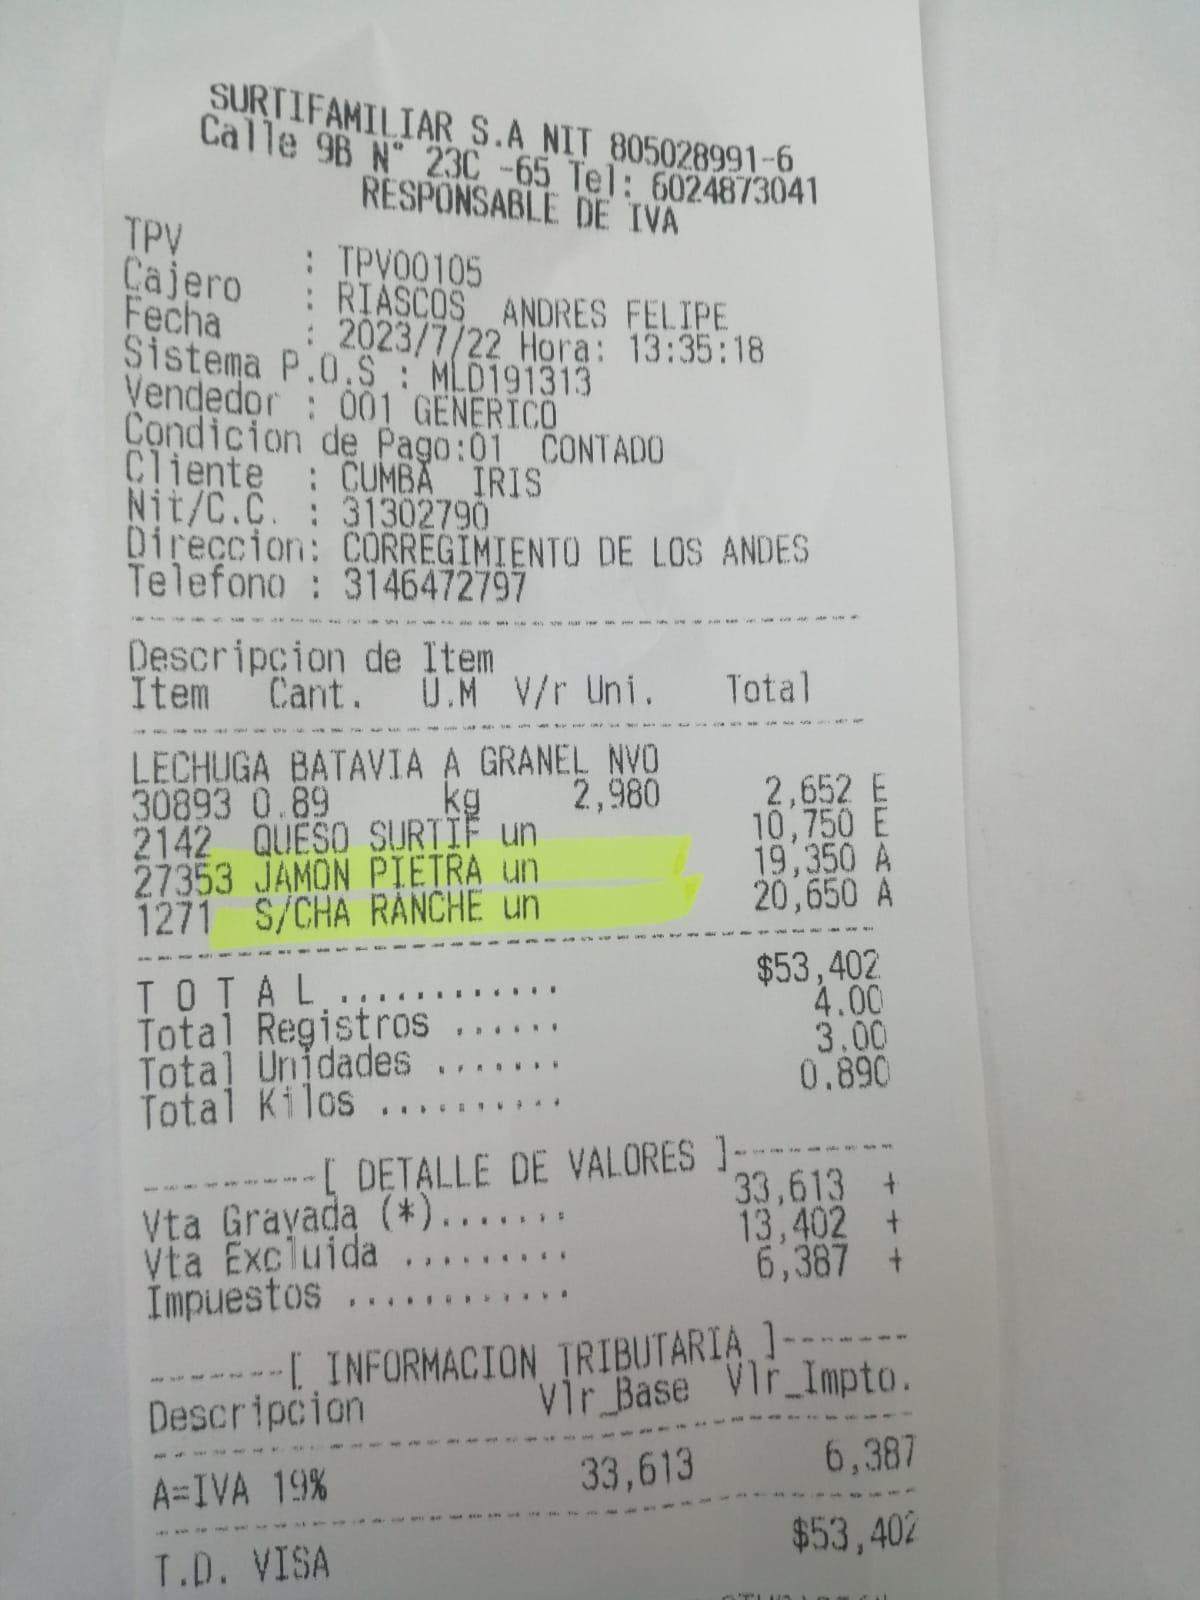 SURTIFAMILIAR S.A NIT 805028991-6
Calle 9B N° 23C -65 Tel: 6024873041
RESPONSABLE DE IVA
TPV : TPV00105
Cajero : RIASCOS ANDRES FELIPE
Fecha : 2023/7/22 Hora: 13:35:18
Sistema P.O.S : MLD191313
Vendedor : 001 GENERICO
Condicion de Pago:01 CONTADO
Cliente : CUMBA IRIS
Nit/C.C. : 31302790
Direccion: CORREGIMIENTO DE LOS ANDES
Telefono : 3146472797
Descripcion de Item
Item Cant. U.M V/r Uni. Total
LECHUGA BATAVIA A GRANEL NVO
30893 0.89 kg 2,980 2,652 E
2142 QUESO SURTIF un 10,750 E
27353 JAMON PIETRA un 19,350 A
1271 S/CHA RANCHE un 20,650 A
T O T A L ............ $53,402
Total Registros ...... 4.00
Total Unidades ....... 3.00
Total Kilos .......... 0.890
---------[ DETALLE DE VALORES ]---------
Vta Gravada (*)....... 33,613 +
Vta Excluida ......... 13,402 +
Impuestos ............ 6,387 +
-------[ INFORMACION TRIBUTARIA ]-------
Descripcion Vlr_Base Vlr_Impto.
A=IVA 19% 33,613 6,387
T.D. VISA $53,402